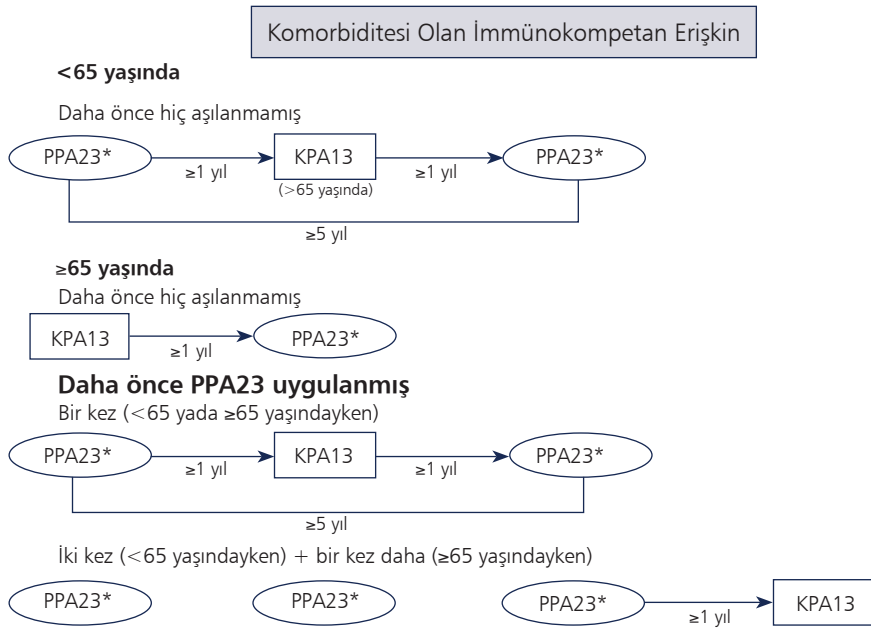 Komorbiditesi Olan İmmünokompetan Erişkin
<65 yaşında
Daha önce hiç aşılanmamış
PPA23* ≥1 yıl KPA13 ≥1 yıl PPA23*
(>65 yaşında)
≥5 yıl
≥65 yaşında
Daha önce hiç aşılanmamış
KPA13 ≥1 yıl PPA23*
Daha önce PPA23 uygulanmış
Bir kez (<65 yada ≥65 yaşındayken)
PPA23* ≥1 yıl KPA13 ≥1 yıl PPA23*
≥5 yıl
İki kez (<65 yaşındayken) + bir kez daha (≥65 yaşındayken)
PPA23* PPA23* PPA23* ≥1 yıl KPA13